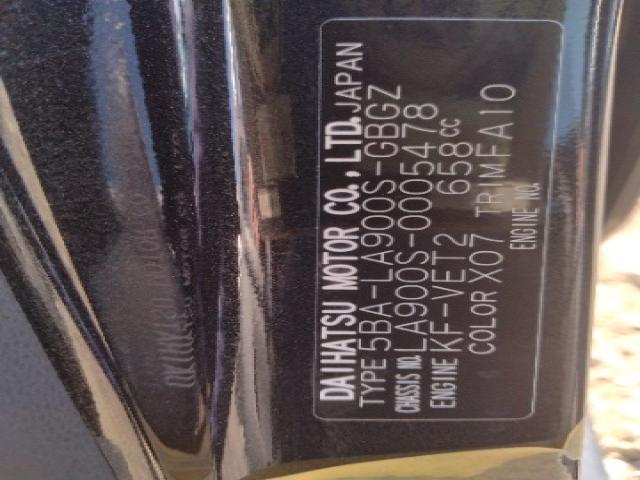 DAIHATSU MOTOR CO., LTD. JAPAN
TYPE 5BA-LA900S-GBGZ
CHASSIS NO. LA900S-0005478
ENGINE KF-VET2 658cc
COLOR X07 TRIM FA10
ENGINE NO.